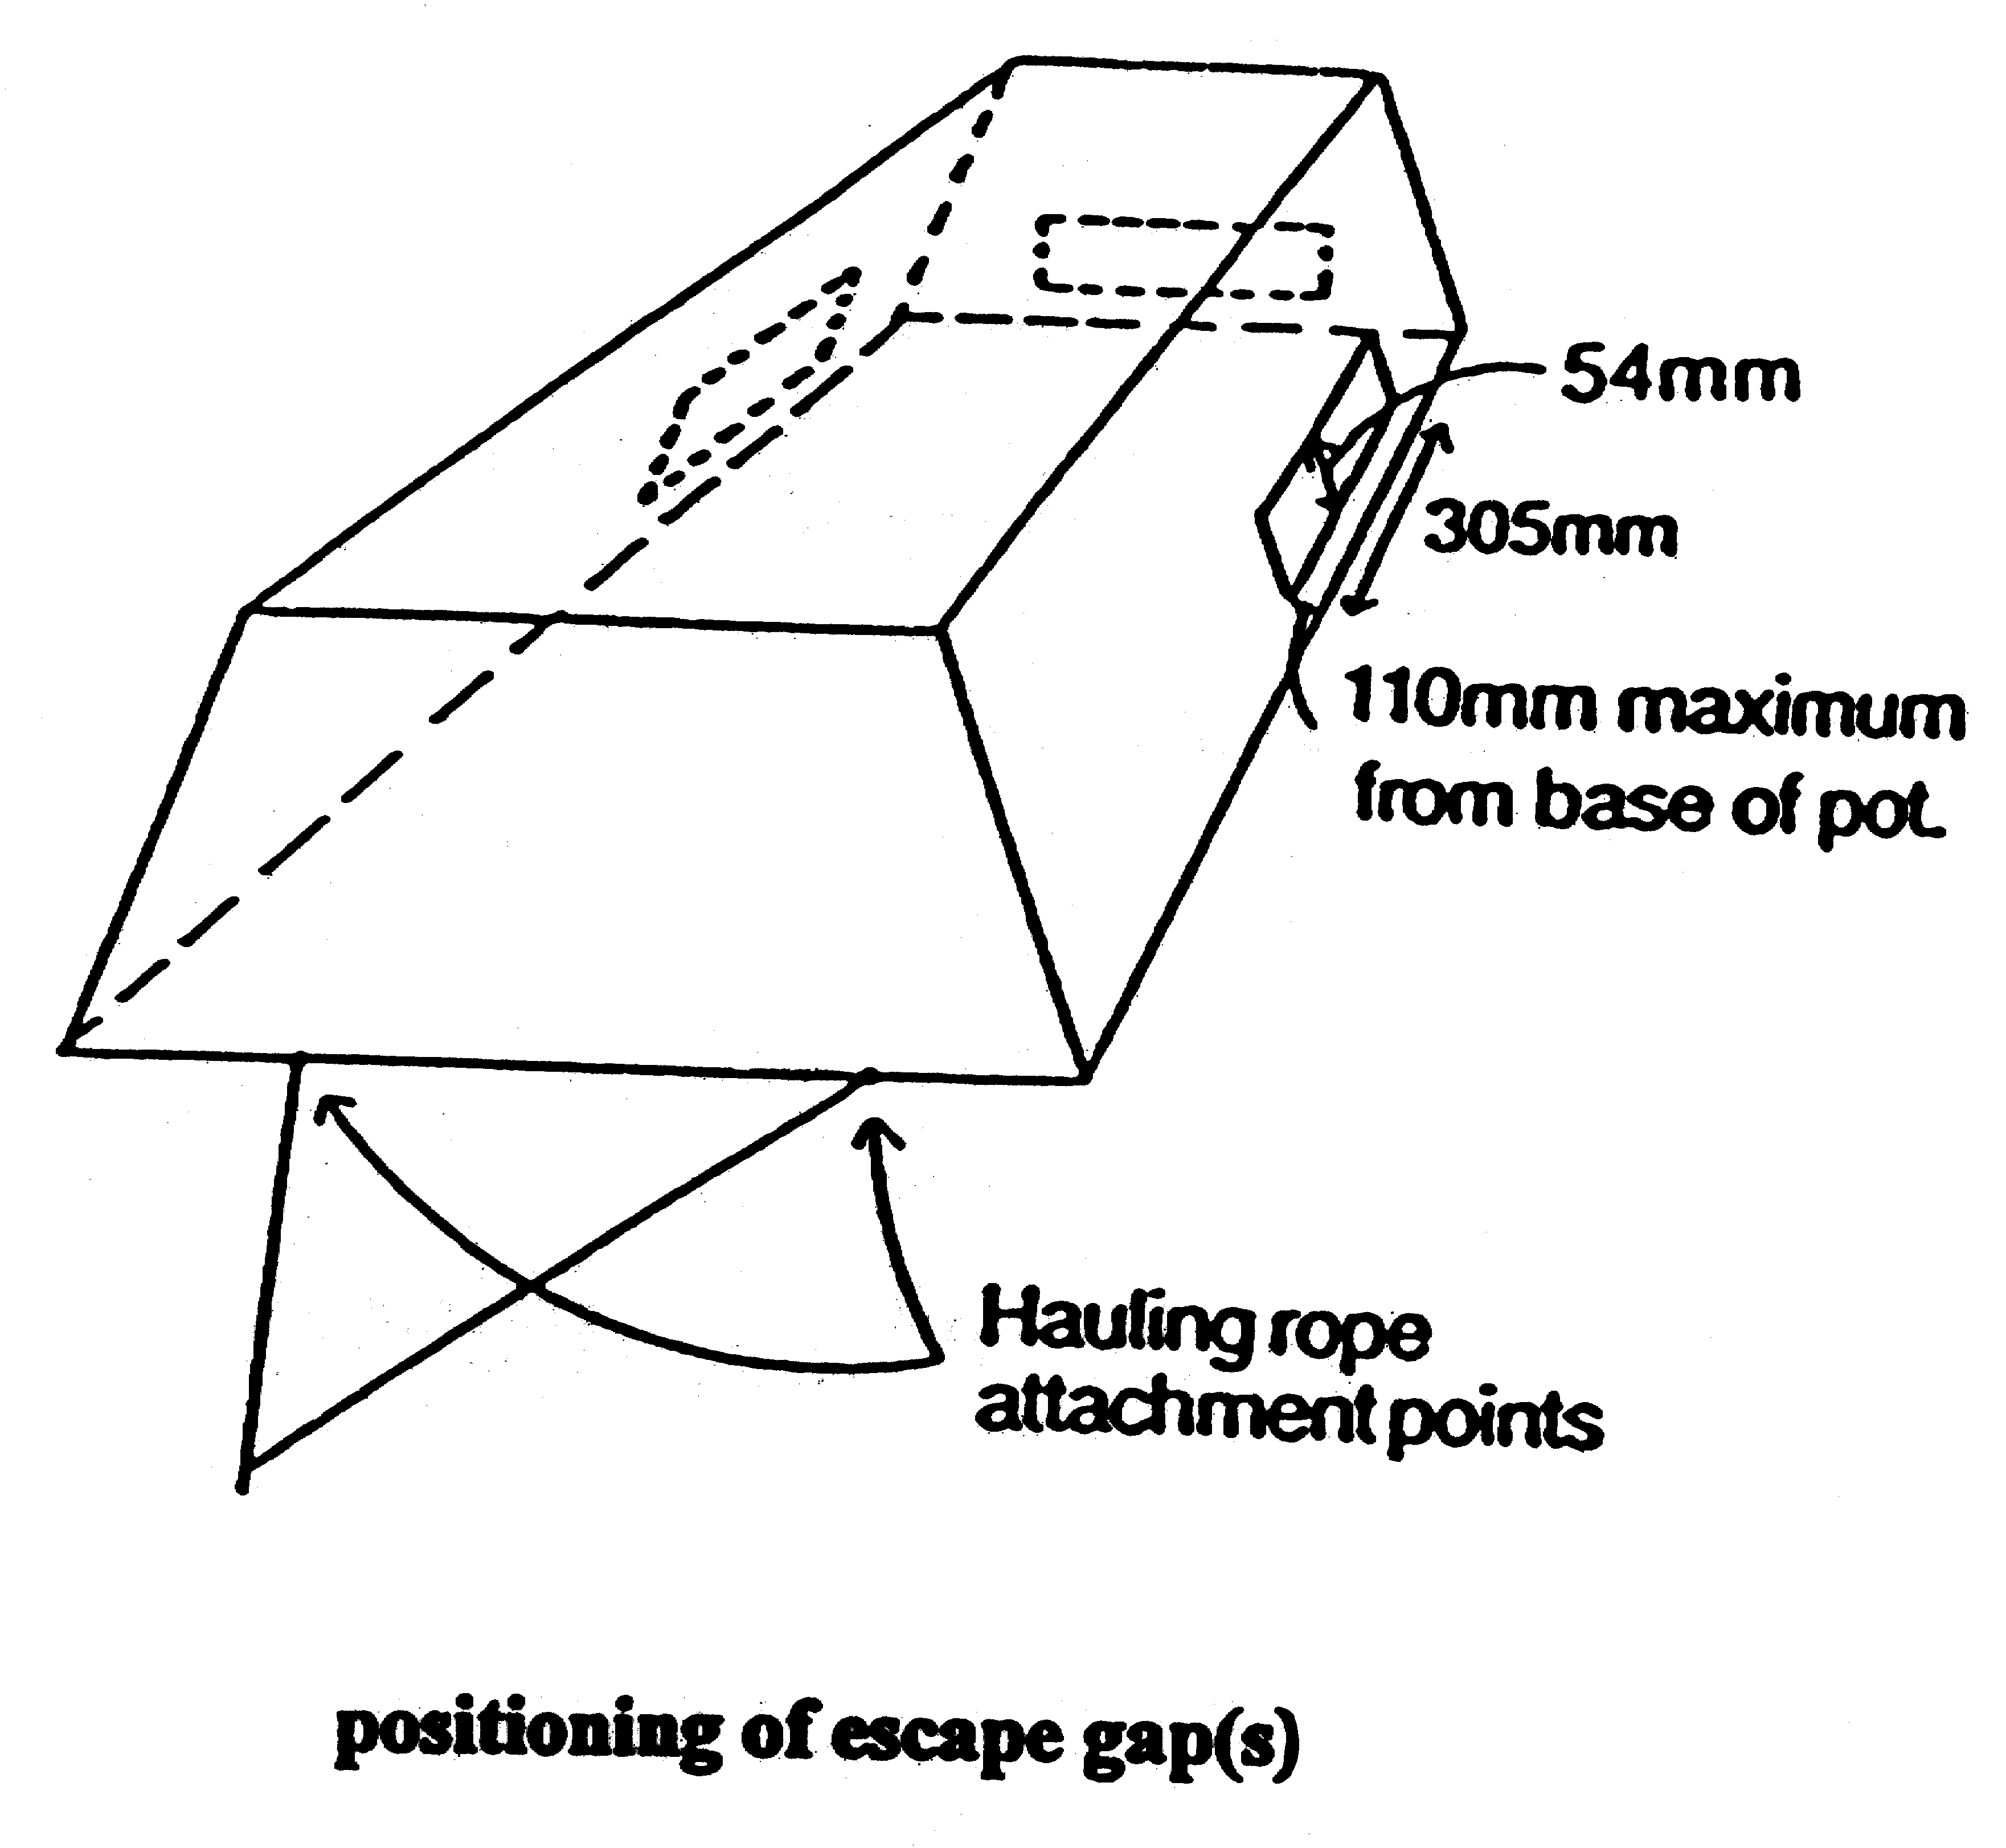 54mm
305mm
110mm maximum
from base of pot.
Hauling rope
attachment points
positioning of escape gap(s)